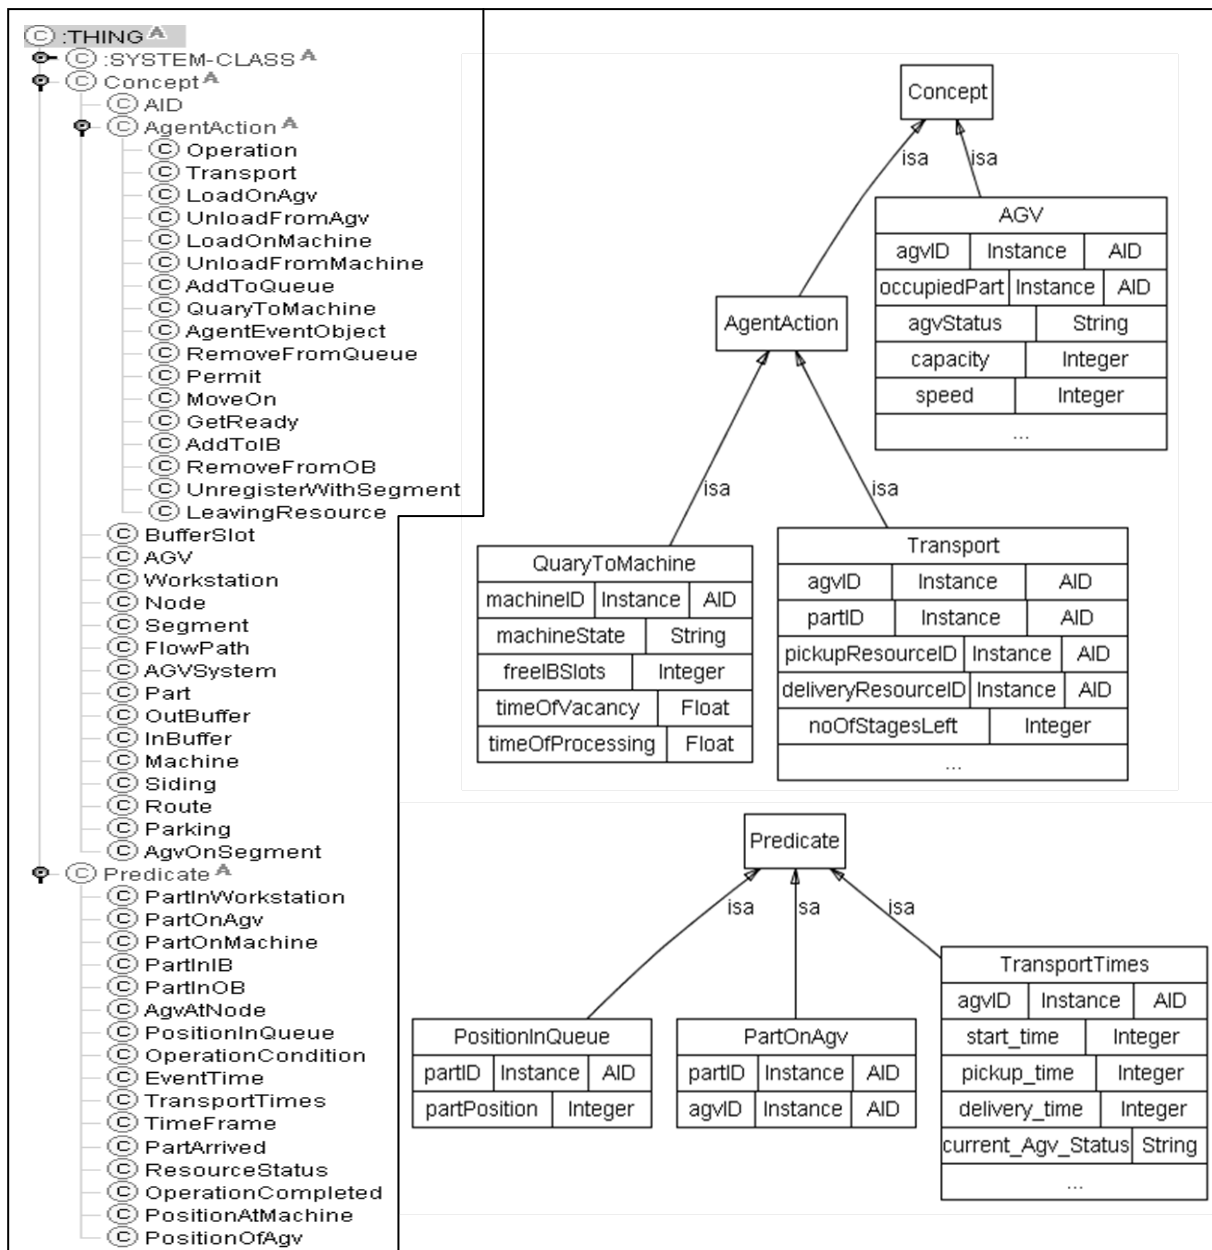 :THING A
:SYSTEM-CLASS A
Concept A
AID
AgentAction A
Operation
Transport
LoadOnAgv
UnloadFromAgv
LoadOnMachine
UnloadFromMachine
AddToQueue
QuaryToMachine
AgentEventObject
RemoveFromQueue
Permit
MoveOn
GetReady
AddToIB
RemoveFromOB
UnregisterWithSegment
LeavingResource
BufferSlot
AGV
Workstation
Node
Segment
FlowPath
AGVSystem
Part
OutBuffer
InBuffer
Machine
Siding
Route
Parking
AgvOnSegment
Predicate A
PartInWorkstation
PartOnAgv
PartOnMachine
PartInIB
PartInOB
AgvAtNode
PositionInQueue
OperationCondition
EventTime
TransportTimes
TimeFrame
PartArrived
ResourceStatus
OperationCompleted
PositionAtMachine
PositionOfAgv
Concept
isa isa
AGV
agvID Instance AID
occupiedPart Instance AID
agvStatus String
capacity Integer
speed Integer
...
AgentAction
isa isa
QuaryToMachine
machineID Instance AID
machineState String
freeIBSlots Integer
timeOfVacancy Float
timeOfProcessing Float
Transport
agvID Instance AID
partID Instance AID
pickupResourceID Instance AID
deliveryResourceID Instance AID
noOfStagesLeft Integer
...
Predicate
isa sa isa
PositionInQueue
partID Instance AID
partPosition Integer
PartOnAgv
partID Instance AID
agvID Instance AID
TransportTimes
agvID Instance AID
start_time Integer
pickup_time Integer
delivery_time Integer
current_Agv_Status String
...